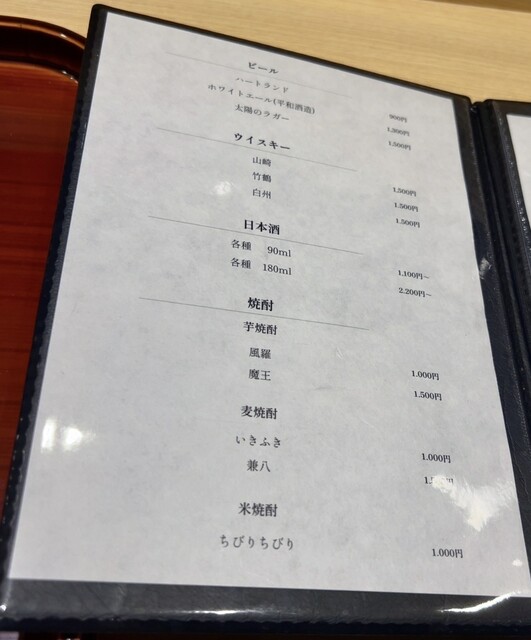 ビール
ハートランド 900円
ホワイトエール(平和酒造) 1.300円
太陽のラガー 1.500円
ウイスキー
山崎 1.500円
竹鶴 1.500円
白州 1.500円
日本酒
各種 90ml 1.100円～
各種 180ml 2.200円～
焼酎
芋焼酎
風羅 1.000円
魔王 1.500円
麦焼酎
いきふき 1.000円
兼八
米焼酎
ちびりちびり 1.000円